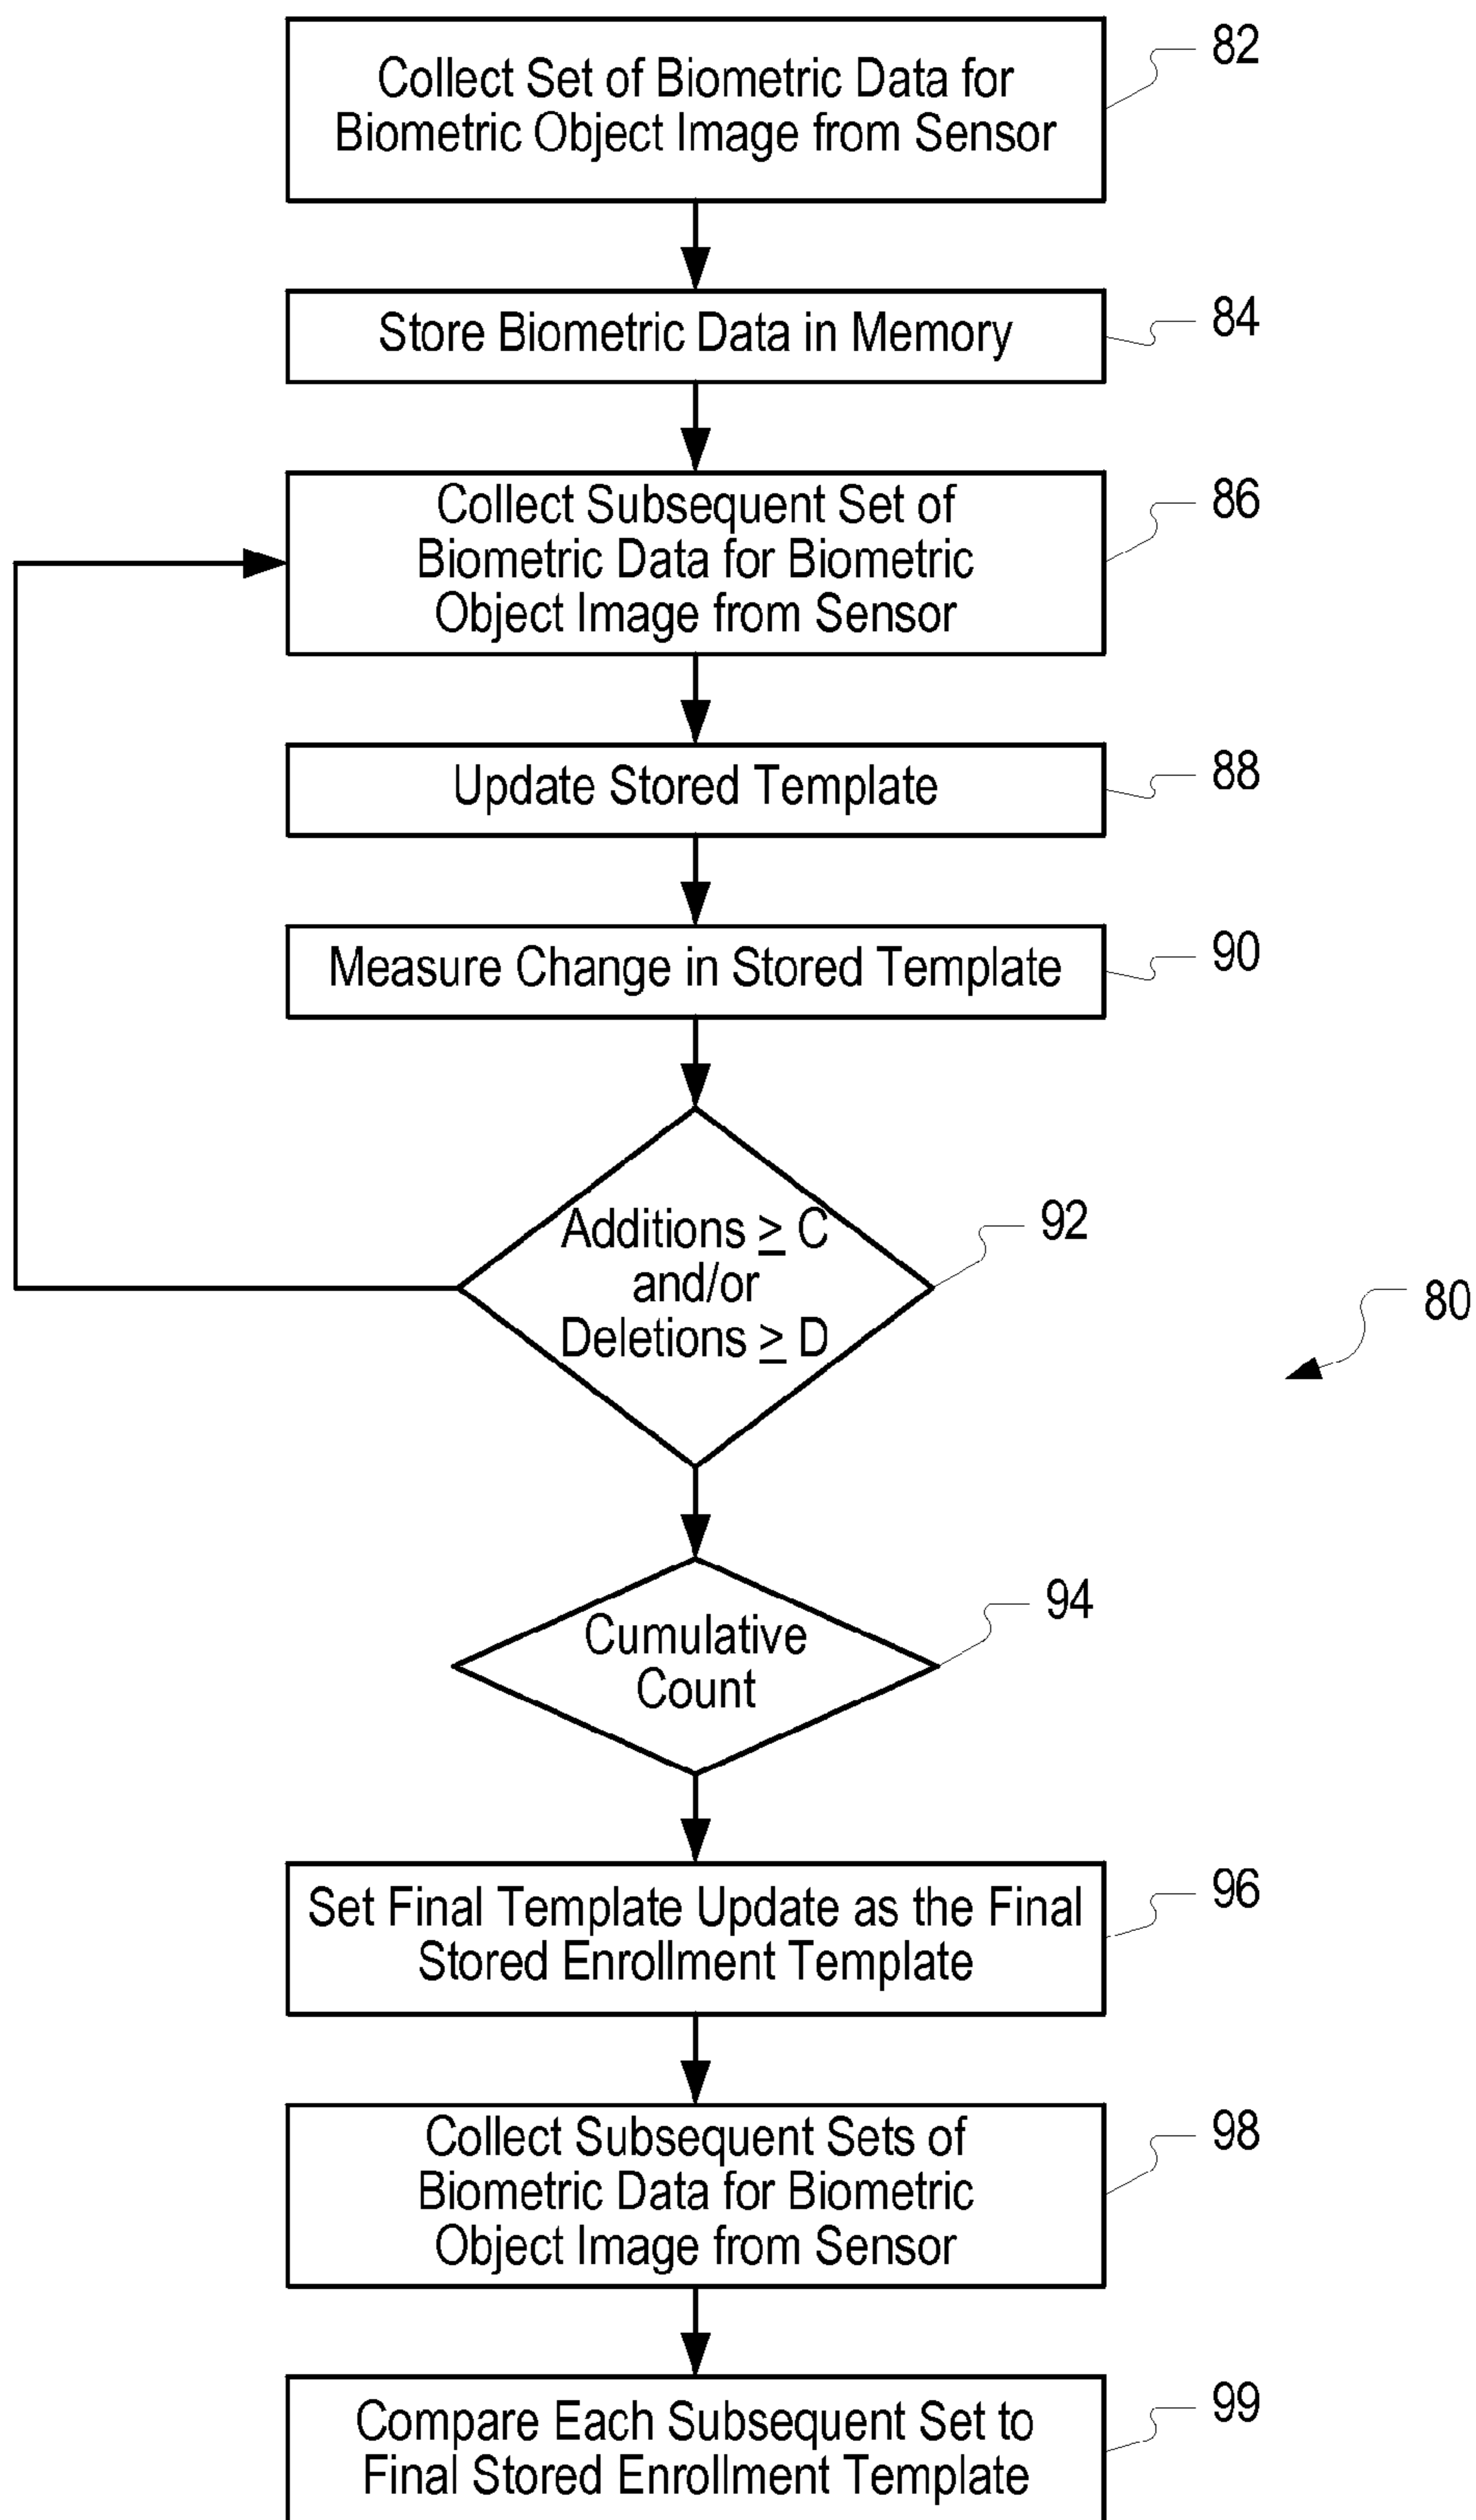 Collect Set of Biometric Data for
Biometric Object Image from Sensor
82
Store Biometric Data in Memory
84
Collect Subsequent Set of
Biometric Data for Biometric
Object Image from Sensor
86
Update Stored Template
88
Measure Change in Stored Template
90
Additions ≥ C
and/or
Deletions ≥ D
92
80
Cumulative
Count
94
Set Final Template Update as the Final
Stored Enrollment Template
96
Collect Subsequent Sets of
Biometric Data for Biometric
Object Image from Sensor
98
Compare Each Subsequent Set to
Final Stored Enrollment Template
99